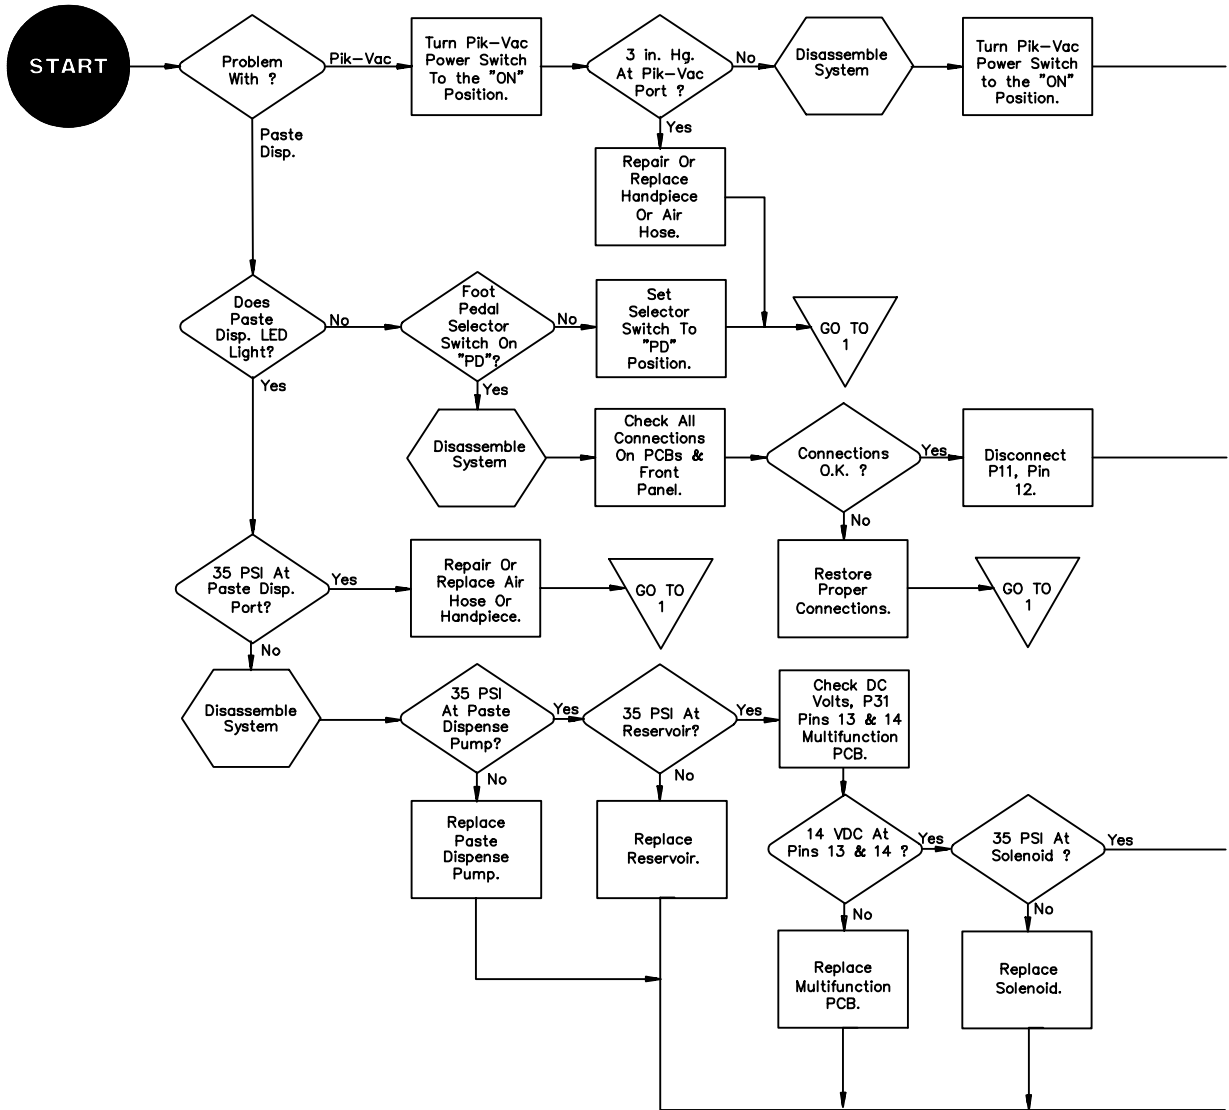 START
Problem
With ?
Pik-Vac
Turn Pik-Vac
Power Switch
To the "ON"
Position.
3 in. Hg.
At Pik-Vac
Port ?
No
Disassemble
System
Turn Pik-Vac
Power Switch
to the "ON"
Position.
Paste
Disp.
Yes
Repair Or
Replace
Handpiece
Or Air
Hose.
Does
Paste
Disp. LED
Light?
No
Foot
Pedal
Selector
Switch On
"PD"?
No
Set
Selector
Switch To
"PD"
Position.
GO TO
1
Yes
Yes
Disassemble
System
Check All
Connections
On PCBs &
Front
Panel.
Connections
O.K. ?
Yes
Disconnect
P11, Pin
12.
No
35 PSI At
Paste Disp.
Port?
Yes
Repair Or
Replace Air
Hose Or
Handpiece.
GO TO
1
Restore
Proper
Connections.
GO TO
1
No
Disassemble
System
35 PSI
At Paste
Dispense
Pump?
Yes
35 PSI At
Reservoir?
Yes
Check DC
Volts, P31
Pins 13 & 14
Multifunction
PCB.
No
No
Replace
Paste
Dispense
Pump.
Replace
Reservoir.
14 VDC At
Pins 13 & 14 ?
Yes
35 PSI At
Solenoid ?
Yes
No
No
Replace
Multifunction
PCB.
Replace
Solenoid.